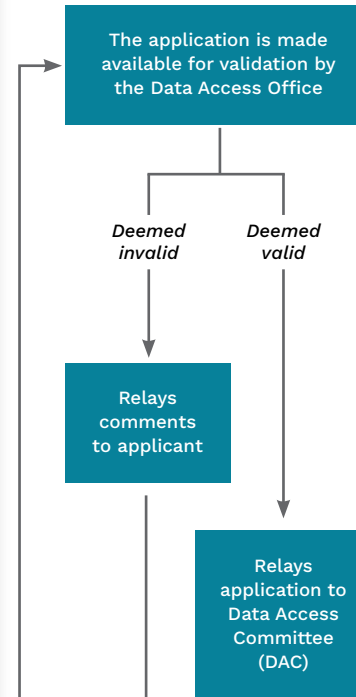 The application is made
available for validation by
the Data Access Office
Deemed
invalid
Deemed
valid
Relays
comments
to applicant
Relays
application to
Data Access
Committee
(DAC)